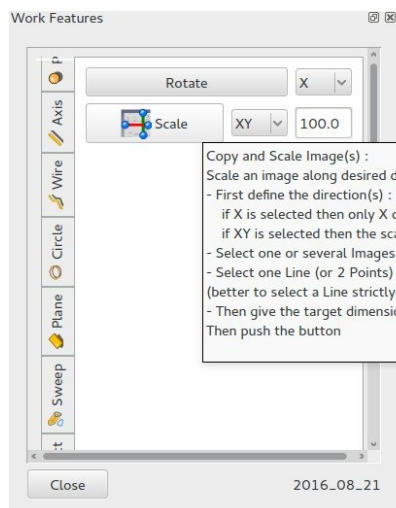 Work Features
Rotate
X
Scale
XY
100.0
Axis
Wire
Circle
Plane
Sweep
Copy and Scale Image(s) :
Scale an image along desired
- First define the direction(s) :
if X is selected then only X
if XY is selected then the
- Select one or several Images
- Select one Line (or 2 Points)
(better to select a Line strictly
- Then give the target
Then push the button
Close
2016_08_21